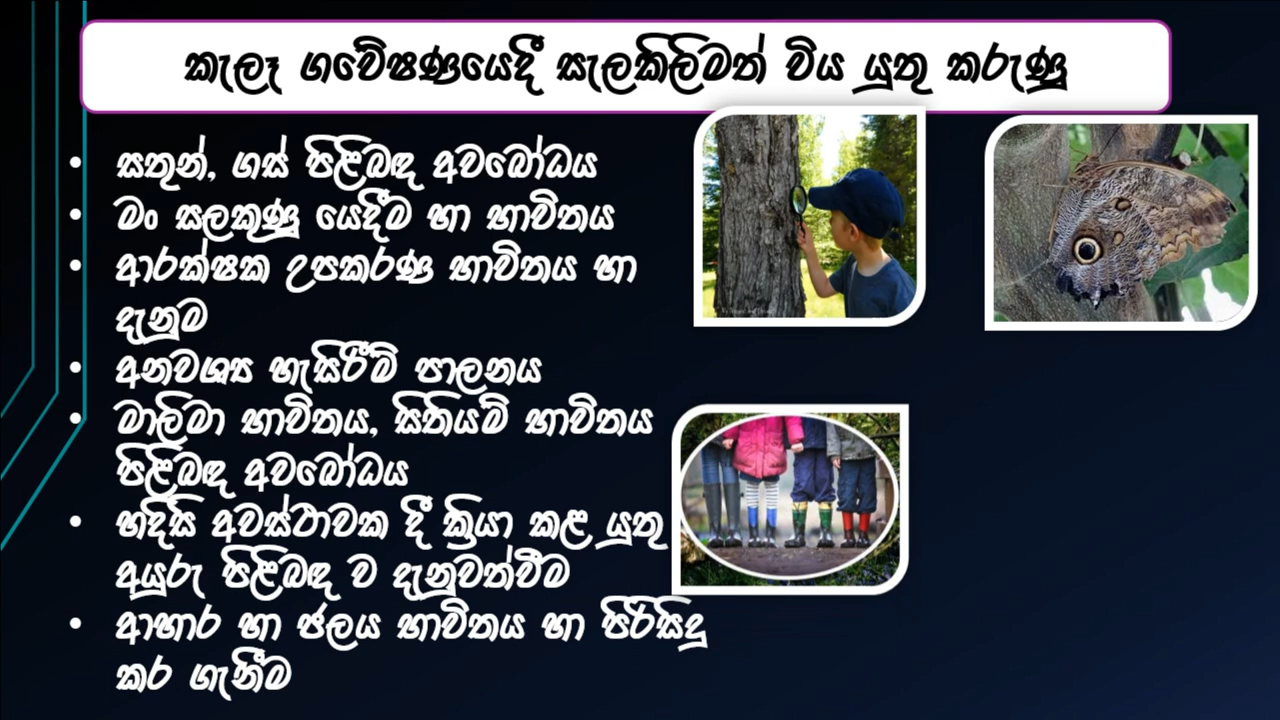 කැලෑ ගවේෂණයෙදී සැලකිලිමත් විය යුතු කරුණු
• සතුන්, ගස් පිළිබඳ අවබෝධය
• මං සලකුණු යෙදීම හා භාවිතය
• ආරක්ෂක උපකරණ භාවිතය හා
දැනුම
• අනවශ්‍ය හැසිරීම් පාලනය
• මාලිමා භාවිතය, සිතියම් භාවිතය
පිළිබඳ අවබෝධය
• හදිසි අවස්ථාවක දී ක්‍රියා කළ යුතු
අයුරු පිළිබඳ ව දැනුවත්වීම
• ආහාර හා ජලය භාවිතය හා පිරිසිදු
කර ගැනීම